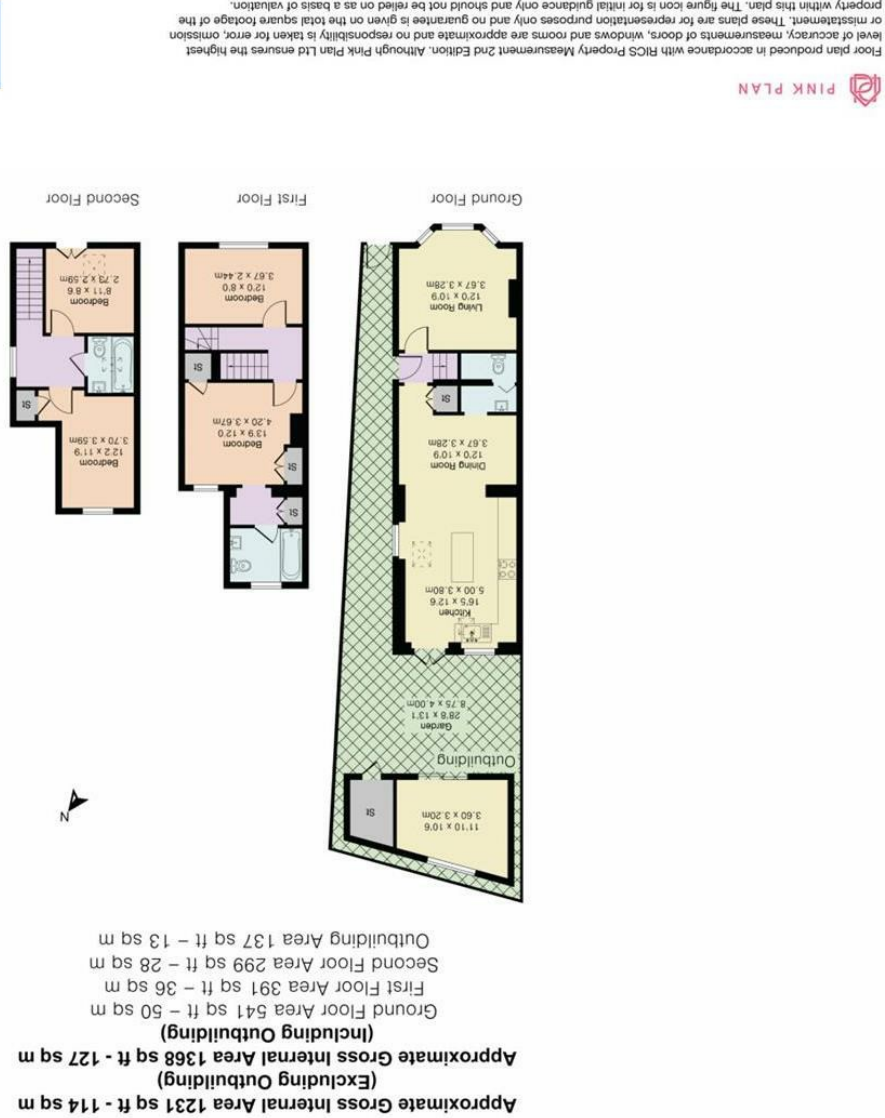 Approximate Gross Internal Area 1231 sq ft - 114 sq m
(Excluding Outbuilding)
Approximate Gross Internal Area 1368 sq ft - 127 sq m
(Including Outbuilding)
Ground Floor Area 541 sq ft – 50 sq m
First Floor Area 391 sq ft – 36 sq m
Second Floor Area 299 sq ft – 28 sq m
Outbuilding Area 137 sq ft – 13 sq m
11'10 x 10'6
3.60 x 3.20m
St
N
Outbuilding
Garden
28'8 x 13'1
8.75 x 4.00m
Kitchen
16'5 x 12'6
5.00 x 3.80m
Dining Room
12'0 x 10'9
3.67 x 3.28m
St
Living Room
12'0 x 10'9
3.67 x 3.28m
Ground Floor
St
St
Bedroom
13'9 x 12'0
4.20 x 3.67m
St
Bedroom
12'0 x 8'0
3.67 x 2.44m
First Floor
Bedroom
12'2 x 11'9
3.70 x 3.59m
St
Bedroom
8'11 x 8'6
2.73 x 2.59m
Second Floor
PINK PLAN
Floor plan produced in accordance with RICS Property Measurement 2nd Edition. Although Pink Plan Ltd ensures the highest
level of accuracy, measurements of doors, windows and rooms are approximate and no responsibility is taken for error, omission
or misstatement. These plans are for representation purposes only and no guarantee is given on the total square footage of the
property within this plan. The figure icon is for initial guidance only and should not be relied on as a basis of valuation.